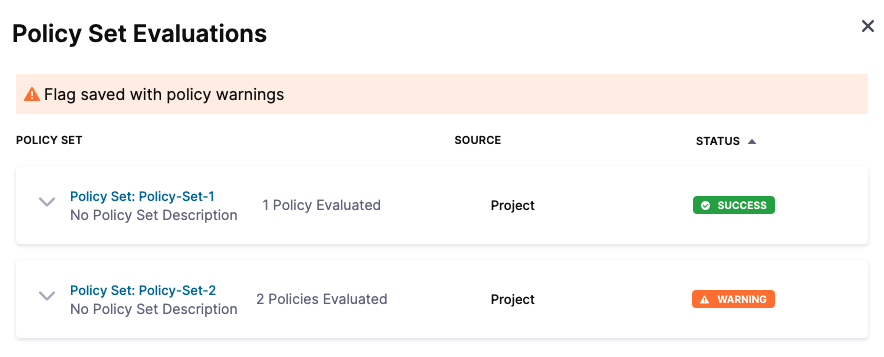 Policy Set Evaluations
Flag saved with policy warnings
POLICY SET SOURCE STATUS
Policy Set: Policy-Set-1
No Policy Set Description
1 Policy Evaluated
Project
SUCCESS
Policy Set: Policy-Set-2
No Policy Set Description
2 Policies Evaluated
Project
WARNING